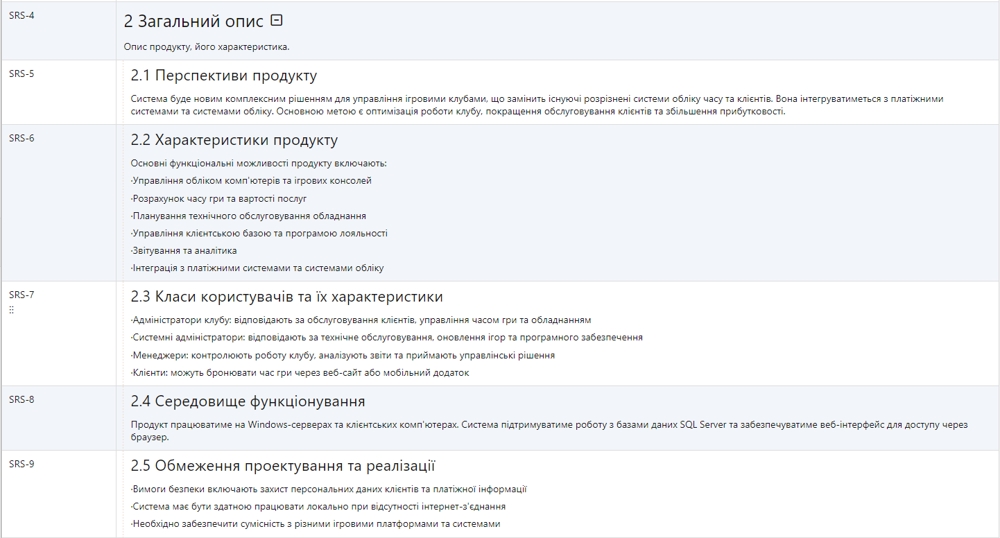 SRS-4
2 Загальний опис
Опис продукту, його характеристика.
SRS-5
2.1 Перспективи продукту
Система буде новим комплексним рішенням для управління ігровими клубами, що замінить існуючі розрізнені системи обліку часу та клієнтів. Вона інтегруватиметься з платіжними
системами та системами обліку. Основною метою є оптимізація роботи клубу, покращення обслуговування клієнтів та збільшення прибутковості.
SRS-6
2.2 Характеристики продукту
Основні функціональні можливості продукту включають:
·Управління обліком комп'ютерів та ігрових консолей
·Розрахунок часу гри та вартості послуг
·Планування технічного обслуговування обладнання
·Управління клієнтською базою та програмою лояльності
·Звітування та аналітика
·Інтеграція з платіжними системами та системами обліку
SRS-7
2.3 Класи користувачів та їх характеристики
·Адміністратори клубу: відповідають за обслуговування клієнтів, управління часом гри та обладнанням
·Системні адміністратори: відповідають за технічне обслуговування, оновлення ігор та програмного забезпечення
·Менеджери: контролюють роботу клубу, аналізують звіти та приймають управлінські рішення
·Клієнти: можуть бронювати час гри через веб-сайт або мобільний додаток
SRS-8
2.4 Середовище функціонування
Продукт працюватиме на Windows-серверах та клієнтських комп'ютерах. Система підтримуватиме роботу з базами даних SQL Server та забезпечуватиме веб-інтерфейс для доступу через
браузер.
SRS-9
2.5 Обмеження проектування та реалізації
·Вимоги безпеки включають захист персональних даних клієнтів та платіжної інформації
·Система має бути здатною працювати локально при відсутності інтернет-з'єднання
·Необхідно забезпечити сумісність з різними ігровими платформами та системами